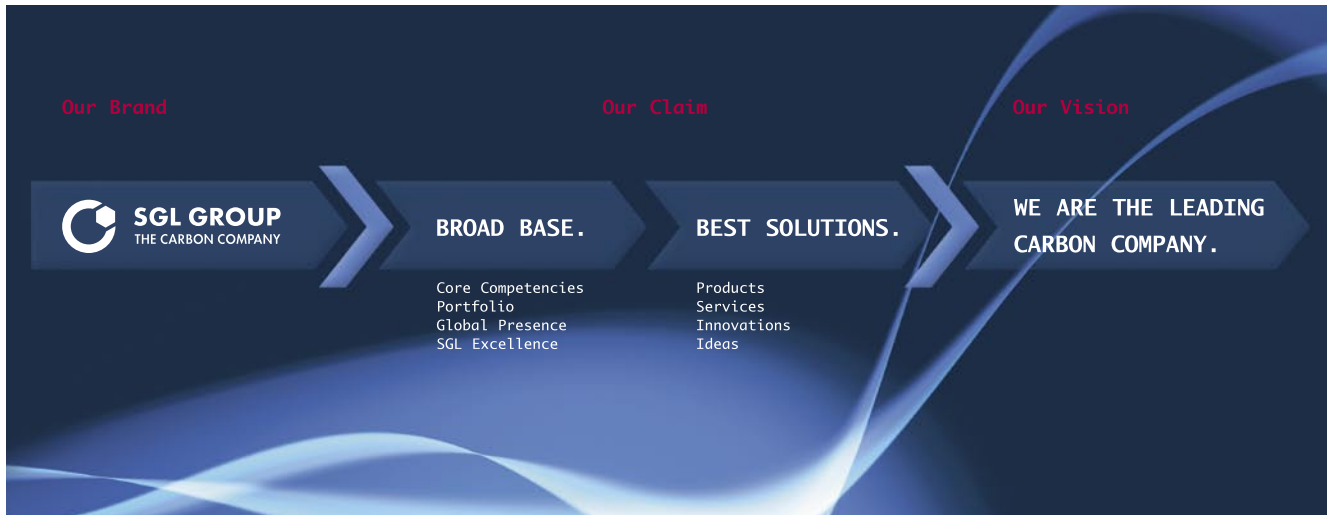 Our Brand
Our Claim
Our Vision
SGL GROUP
THE CARBON COMPANY
BROAD BASE.
Core Competencies
Portfolio
Global Presence
SGL Excellence
BEST SOLUTIONS.
Products
Services
Innovations
Ideas
WE ARE THE LEADING
CARBON COMPANY.